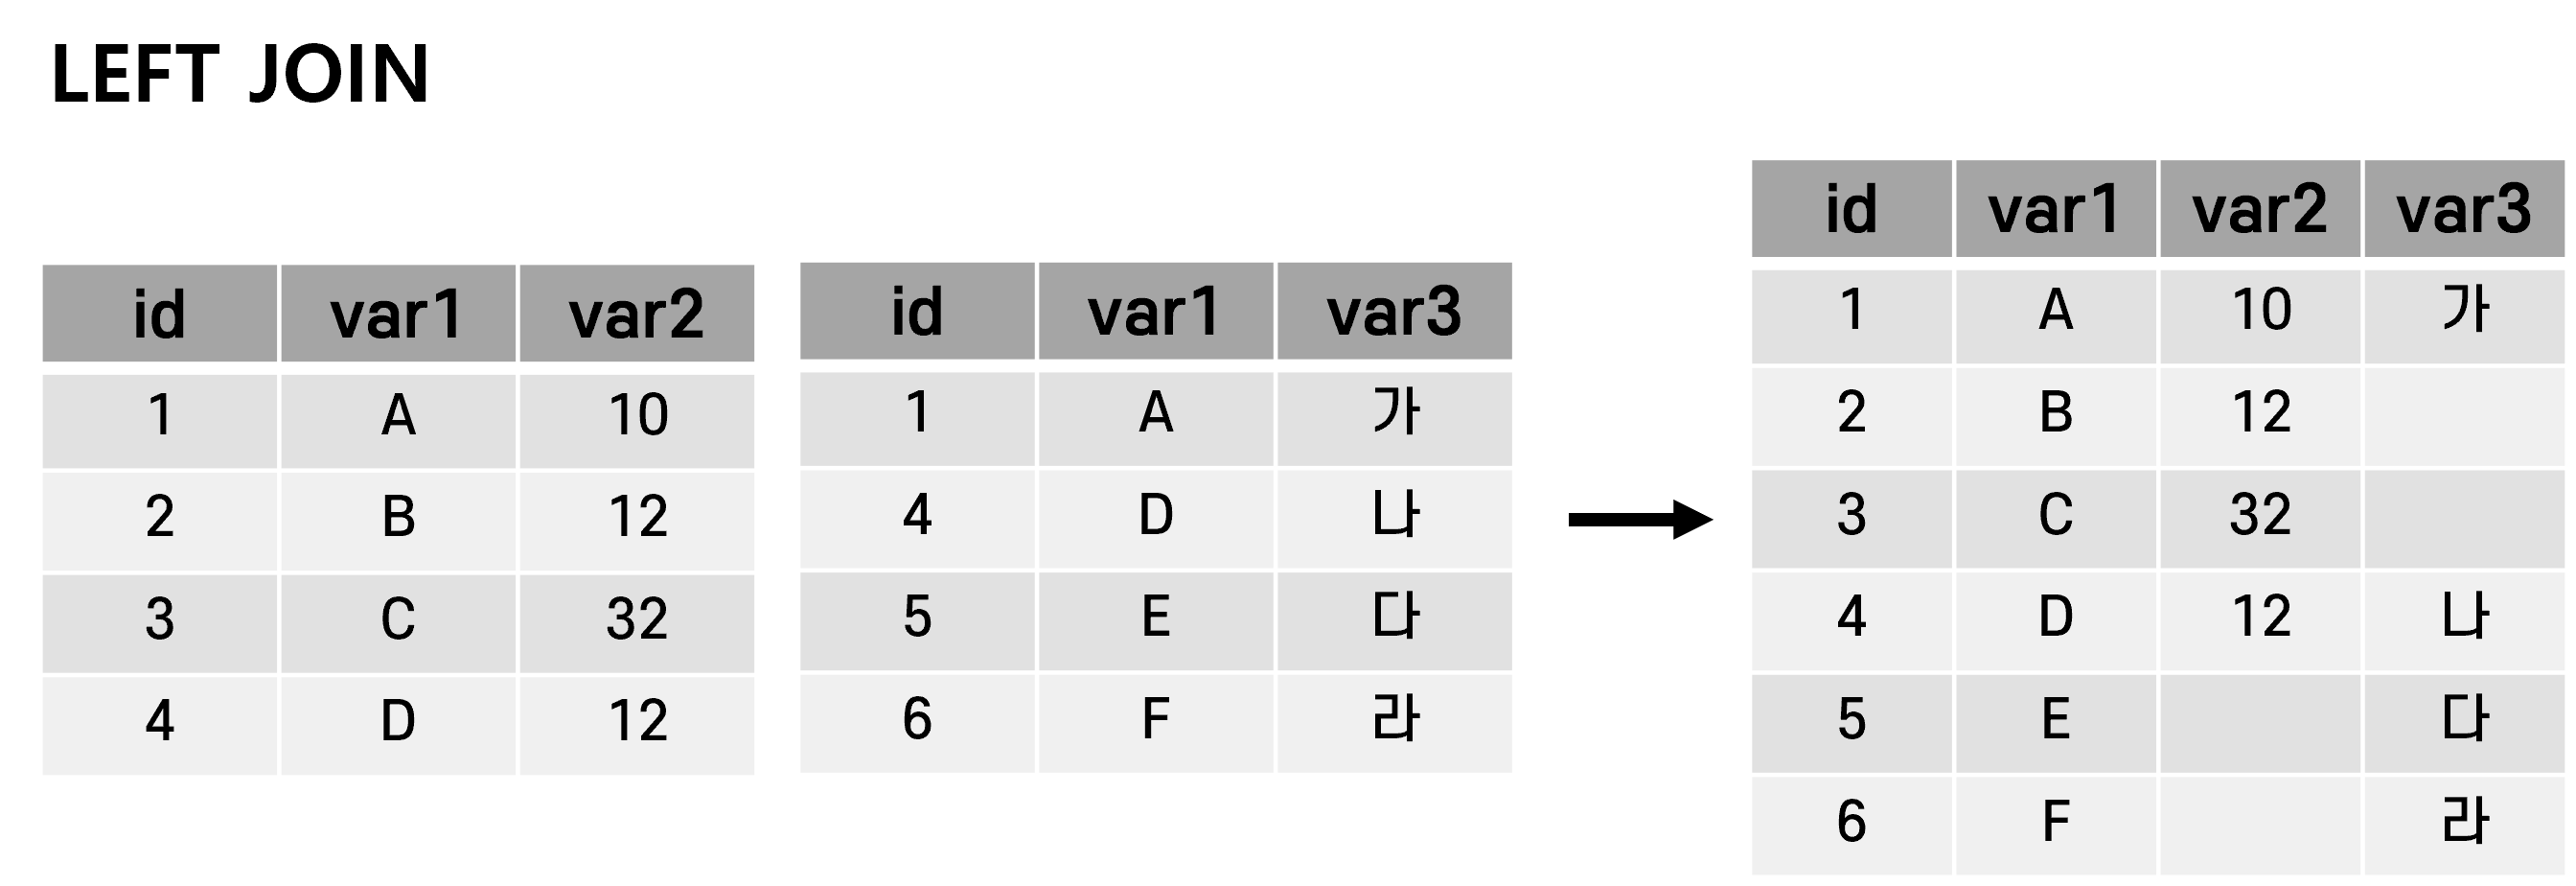 LEFT JOIN
id var1 var2
1 A 10
2 B 12
3 C 32
4 D 12
id var1 var3
1 A 가
4 D 나
5 E 다
6 F 라
id var1 var2 var3
1 A 10 가
2 B 12
3 C 32
4 D 12 나
5 E 다
6 F 라